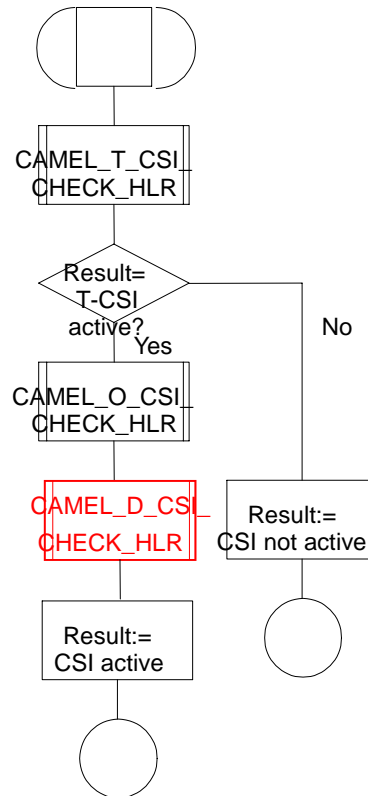 CAMEL_T_CSI_
CHECK_HLR
Result=
T-CSI
active?
Yes
No
CAMEL_O_CSI_
CHECK_HLR
CAMEL_D_CSI_
CHECK_HLR
Result:=
CSI not active
Result:=
CSI active